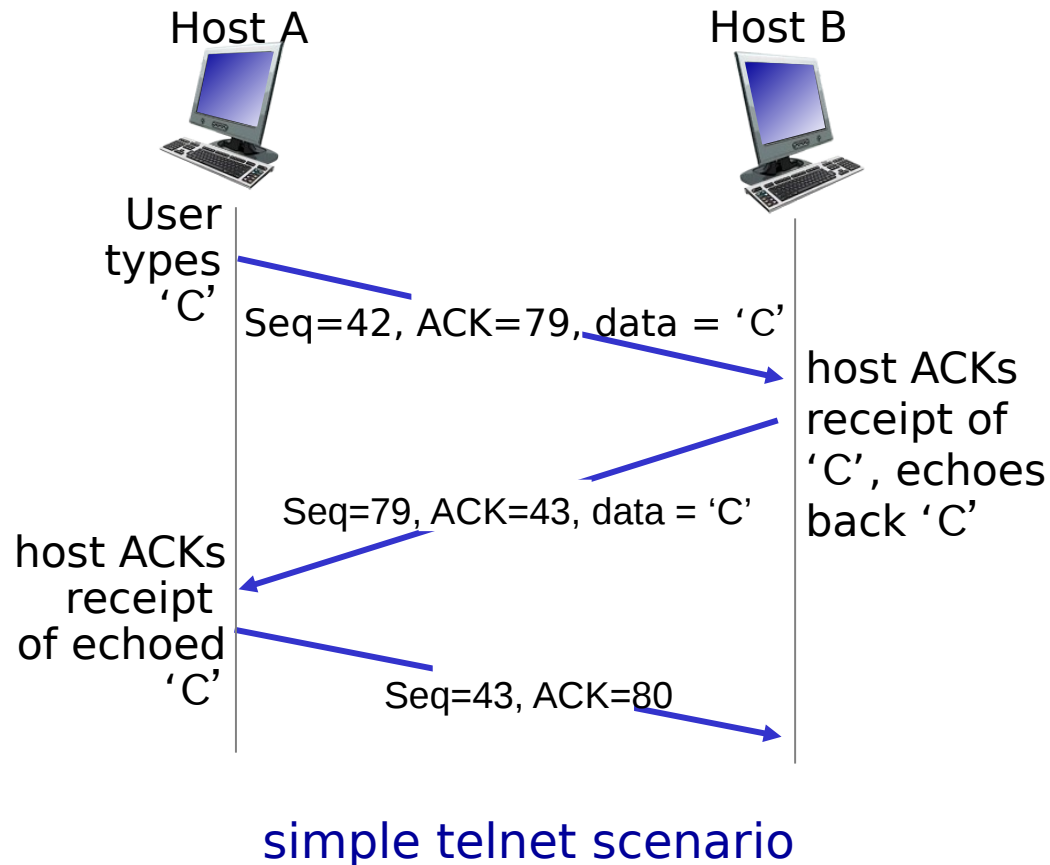 Host A
Host B
User
types
‘C’
Seq=42, ACK=79, data = ‘C’
host ACKs
receipt of
‘C’, echoes
back ‘C’
Seq=79, ACK=43, data = ‘C’
host ACKs
receipt
of echoed
‘C’
Seq=43, ACK=80
simple telnet scenario